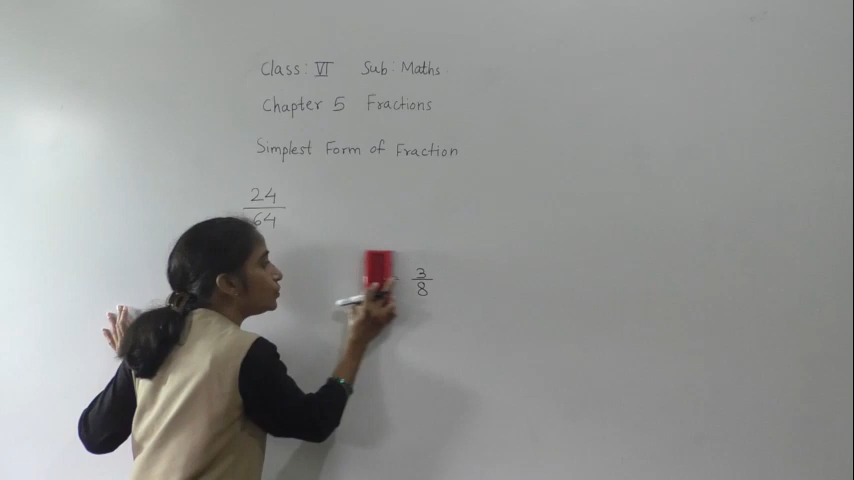 Class: VI Sub: Maths
Chapter 5 Fractions
Simplest Form of Fraction
24
64
3
8